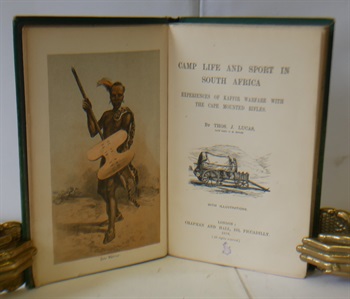 CAMP LIFE AND SPORT IN
SOUTH AFRICA
EXPERIENCES OF KAFFIR WARFARE WITH
THE CAPE MOUNTED RIFLES
By THOS. J. LUCAS,
WITH ILLUSTRATIONS
LONDON:
CHAPMAN AND HALL, 193, PICCADILLY